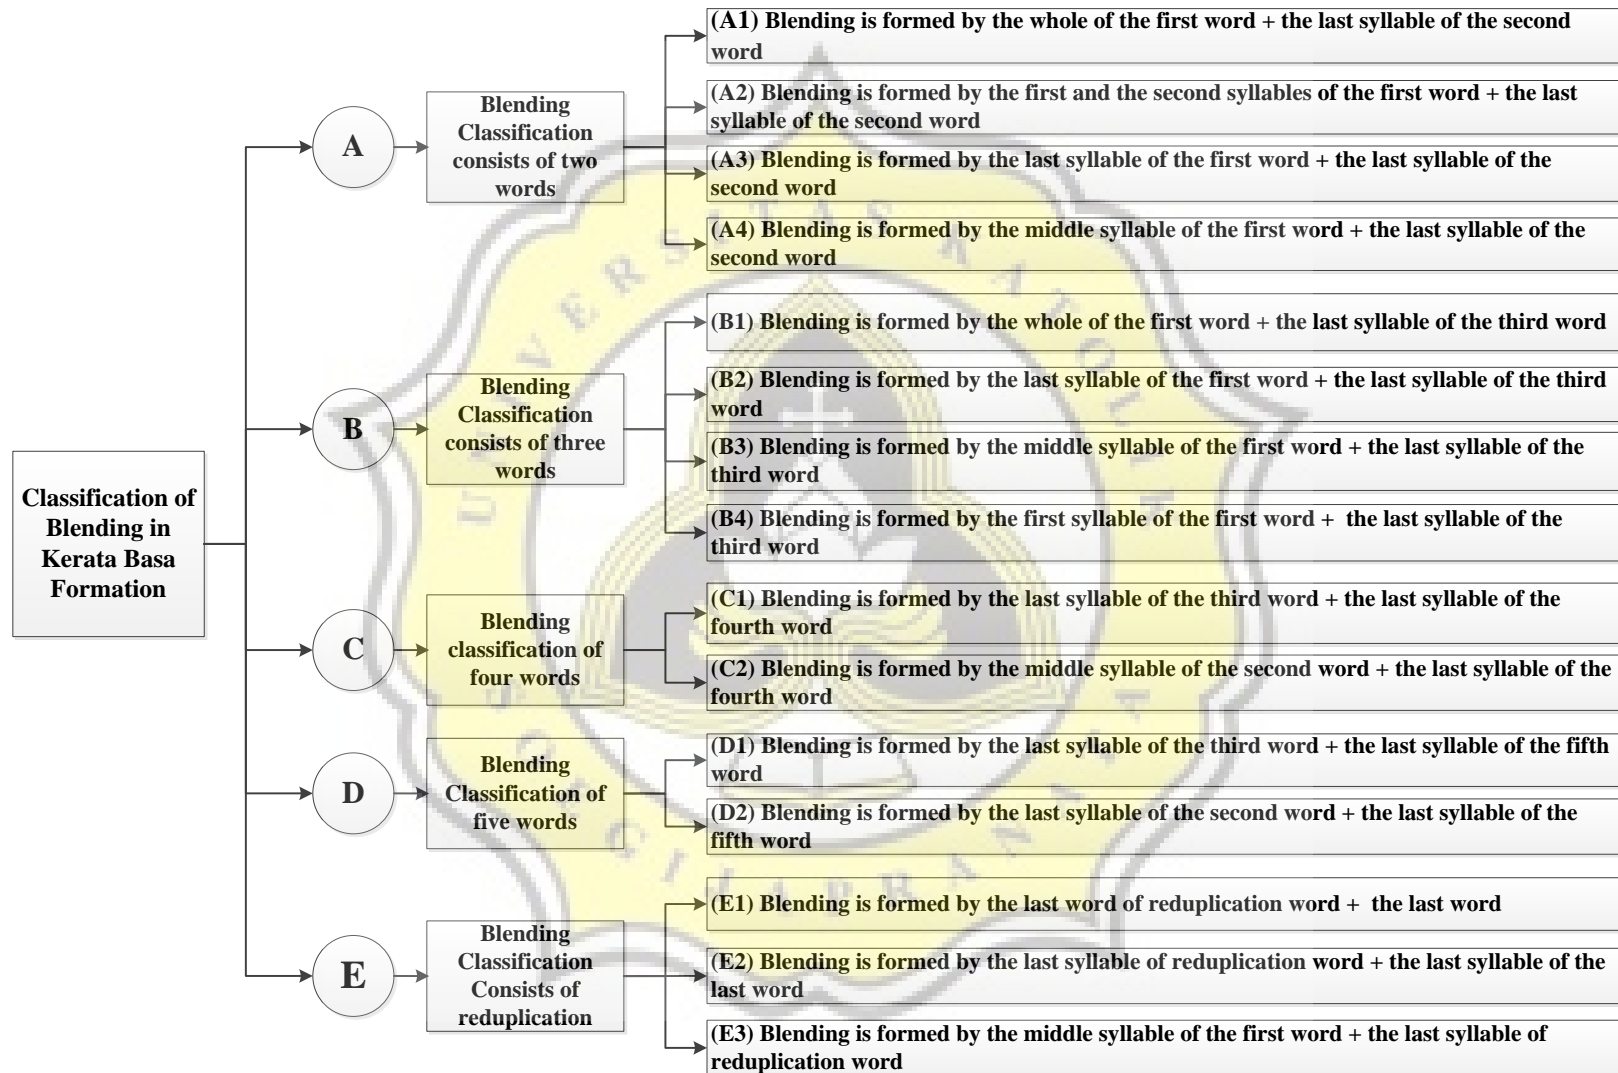 Classification of
Blending in
Kerata Basa
Formation
A
Blending
Classification
consists of two
words
(A1) Blending is formed by the whole of the first word + the last syllable of the second
word
(A2) Blending is formed by the first and the second syllables of the first word + the last
syllable of the second word
(A3) Blending is formed by the last syllable of the first word + the last syllable of the
second word
(A4) Blending is formed by the middle syllable of the first word + the last syllable of the
second word
B
Blending
Classification
consists of three
words
(B1) Blending is formed by the whole of the first word + the last syllable of the third word
(B2) Blending is formed by the last syllable of the first word + the last syllable of the third
word
(B3) Blending is formed by the middle syllable of the first word + the last syllable of the
third word
(B4) Blending is formed by the first syllable of the first word + the last syllable of the
third word
C
Blending
classification of
four words
(C1) Blending is formed by the last syllable of the third word + the last syllable of the
fourth word
(C2) Blending is formed by the middle syllable of the second word + the last syllable of the
fourth word
D
Blending
Classification of
five words
(D1) Blending is formed by the last syllable of the third word + the last syllable of the fifth
word
(D2) Blending is formed by the last syllable of the second word + the last syllable of the
fifth word
E
Blending
Classification
Consists of
reduplication
(E1) Blending is formed by the last word of reduplication word + the last word
(E2) Blending is formed by the last syllable of reduplication word + the last syllable of the
last word
(E3) Blending is formed by the middle syllable of the first word + the last syllable of
reduplication word
UNIVERSITAS KATOLIK
SOEGIJAPRANATA